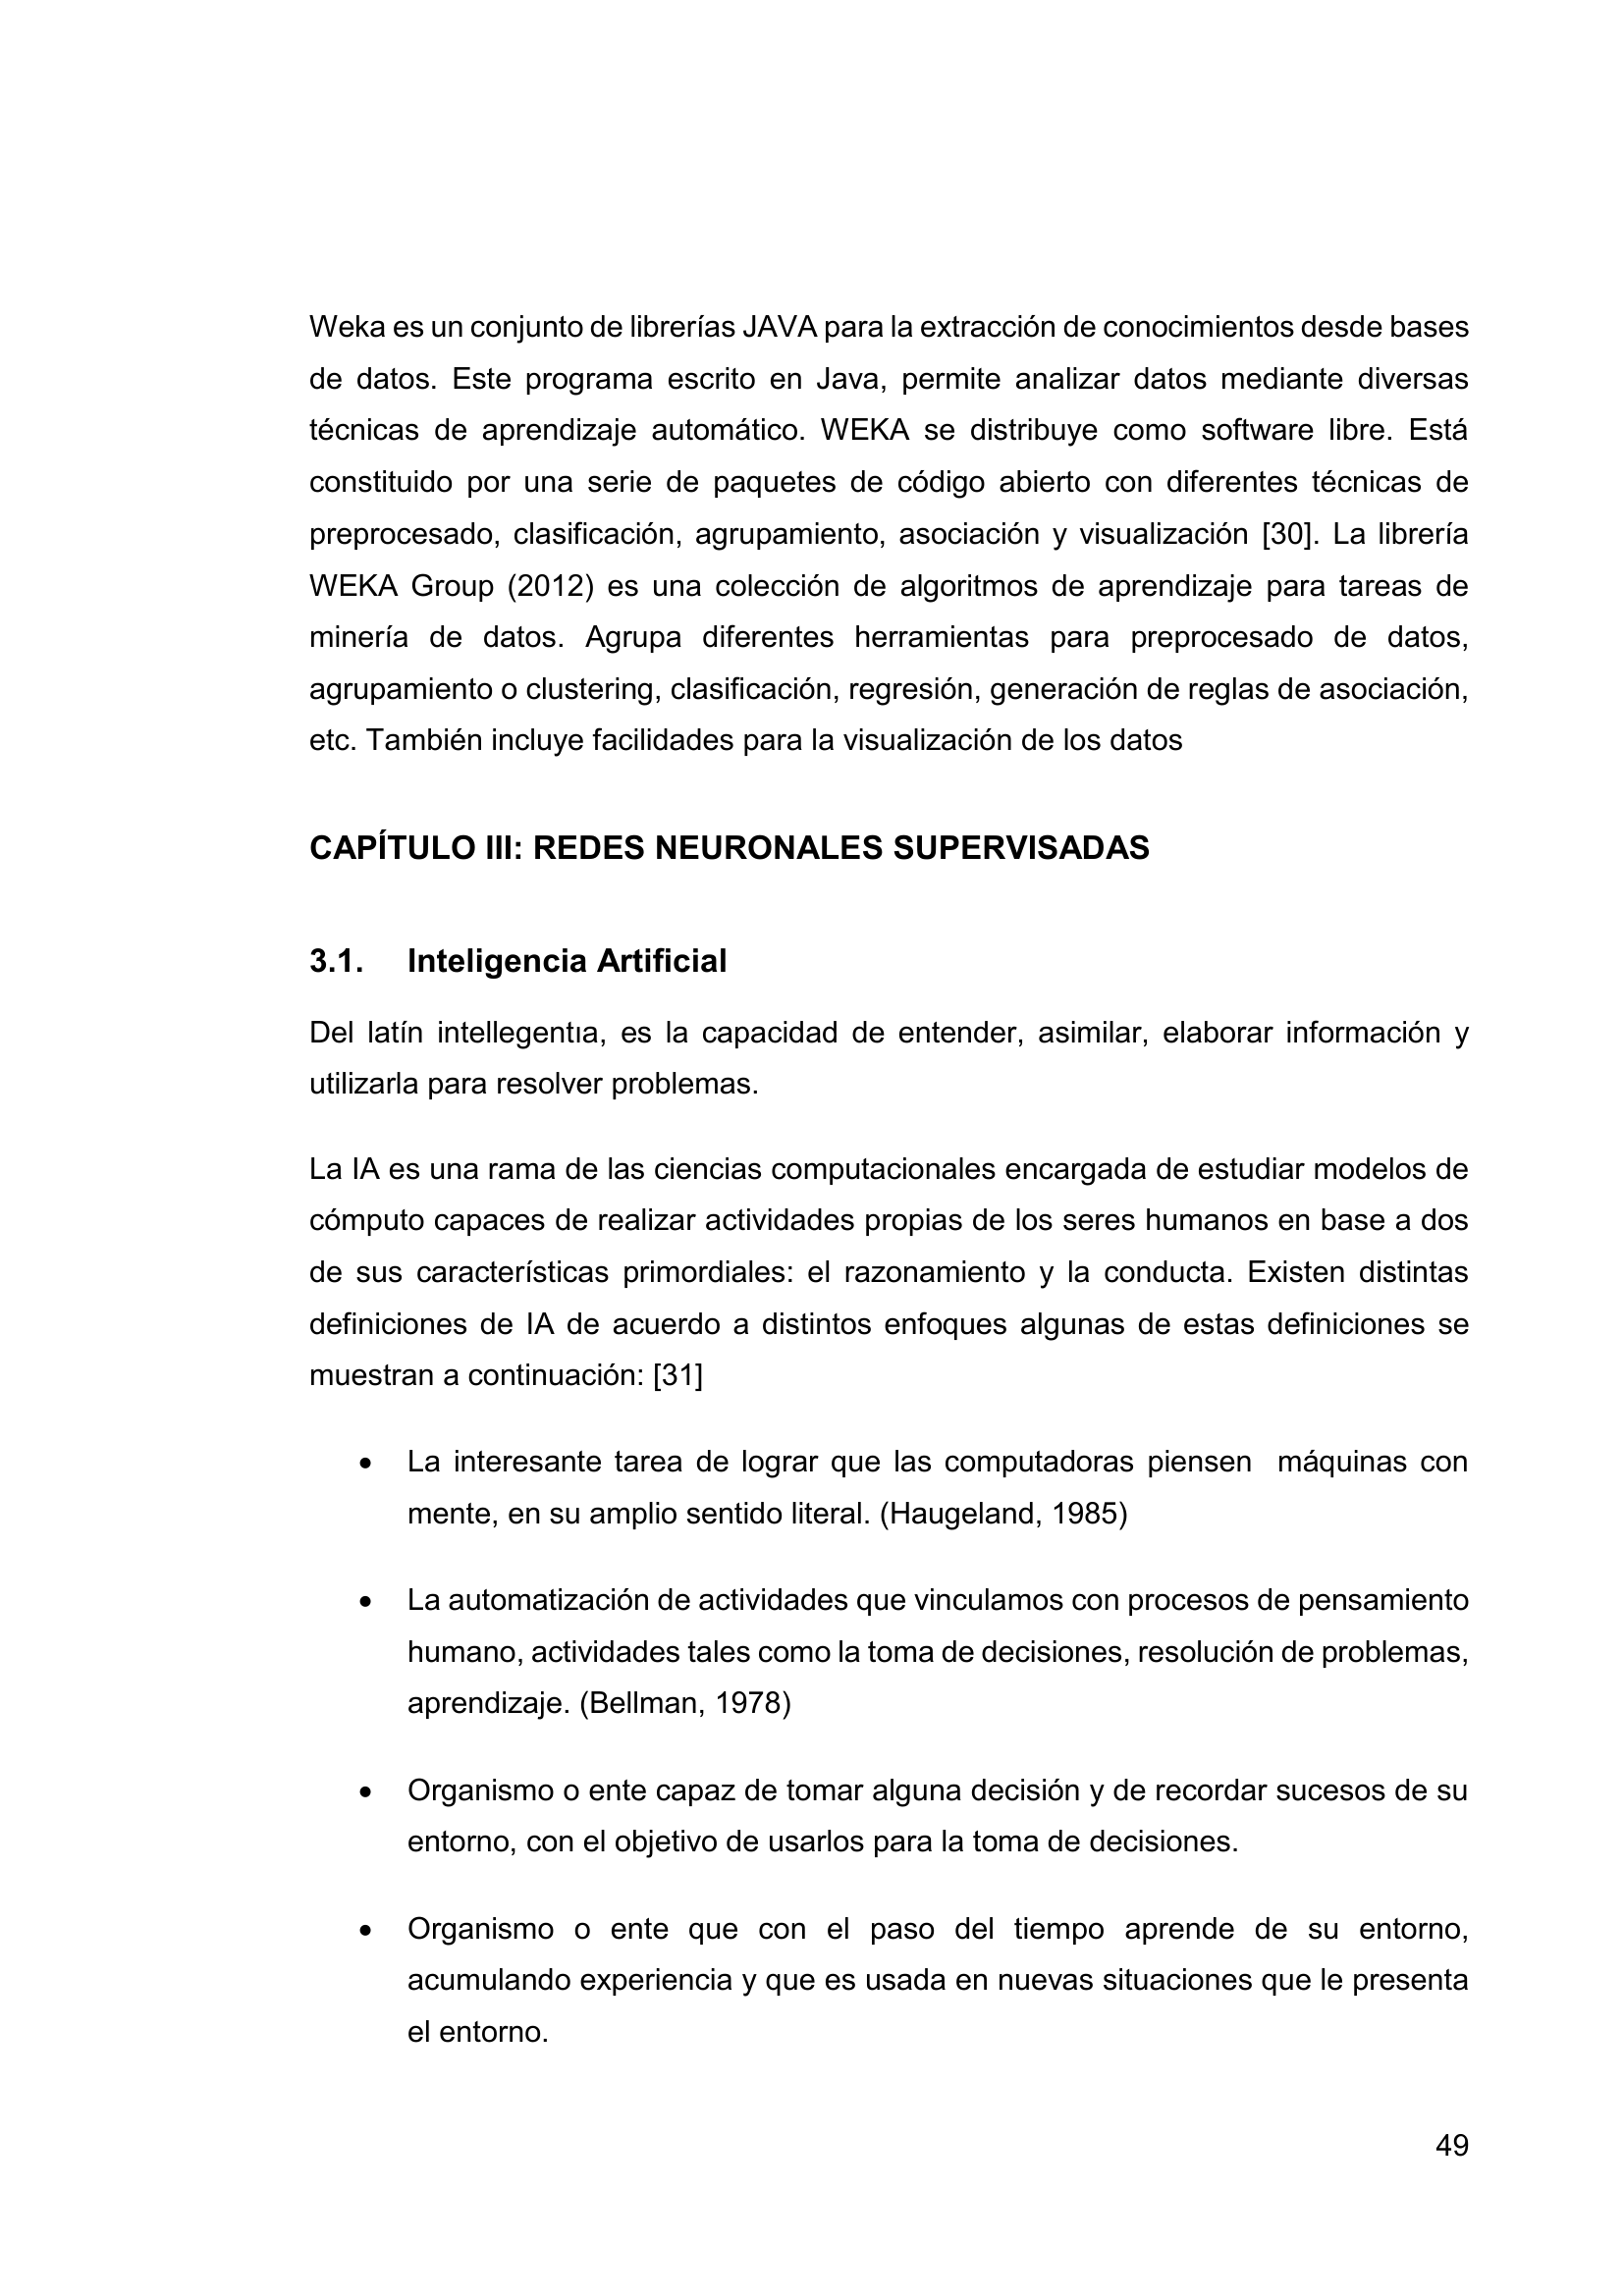 Weka es un conjunto de librerías JAVA para la extracción de conocimientos desde bases
de datos. Este programa escrito en Java, permite analizar datos mediante diversas
técnicas de aprendizaje automático. WEKA se distribuye como software libre. Está
constituido por una serie de paquetes de código abierto con diferentes técnicas de
preprocesado, clasificación, agrupamiento, asociación y visualización [30]. La librería
WEKA Group (2012) es una colección de algoritmos de aprendizaje para tareas de
minería de datos. Agrupa diferentes herramientas para preprocesado de datos,
agrupamiento o clustering, clasificación, regresión, generación de reglas de asociación,
etc. También incluye facilidades para la visualización de los datos
CAPÍTULO III: REDES NEURONALES SUPERVISADAS
3.1. Inteligencia Artificial
Del latín intellegentıa, es la capacidad de entender, asimilar, elaborar información y
utilizarla para resolver problemas.
La IA es una rama de las ciencias computacionales encargada de estudiar modelos de
cómputo capaces de realizar actividades propias de los seres humanos en base a dos
de sus características primordiales: el razonamiento y la conducta. Existen distintas
definiciones de IA de acuerdo a distintos enfoques algunas de estas definiciones se
muestran a continuación: [31]
• La interesante tarea de lograr que las computadoras piensen  máquinas con
mente, en su amplio sentido literal. (Haugeland, 1985)
• La automatización de actividades que vinculamos con procesos de pensamiento
humano, actividades tales como la toma de decisiones, resolución de problemas,
aprendizaje. (Bellman, 1978)
• Organismo o ente capaz de tomar alguna decisión y de recordar sucesos de su
entorno, con el objetivo de usarlos para la toma de decisiones.
• Organismo o ente que con el paso del tiempo aprende de su entorno,
acumulando experiencia y que es usada en nuevas situaciones que le presenta
el entorno.
49